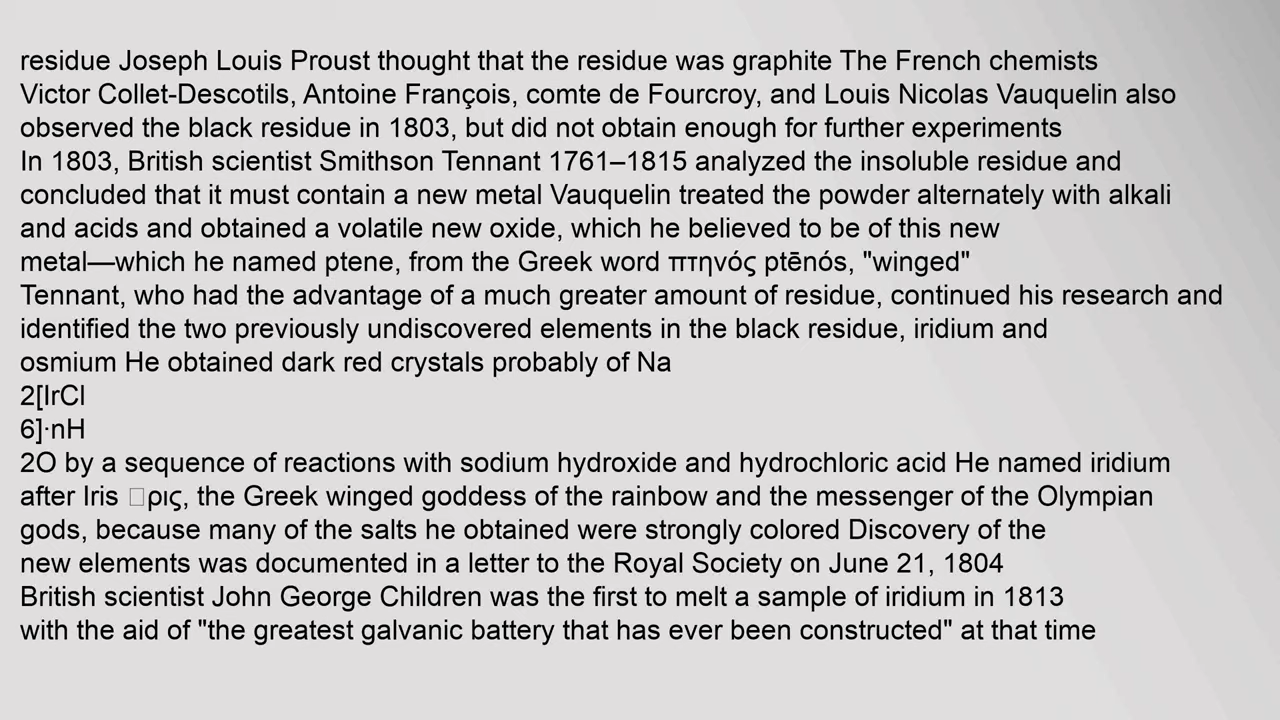 residue Joseph Louis Proust thought that the residue was graphite The French chemists
Victor Collet-Descotils, Antoine François, comte de Fourcroy, and Louis Nicolas Vauquelin also
observed the black residue in 1803, but did not obtain enough for further experiments
In 1803, British scientist Smithson Tennant 1761–1815 analyzed the insoluble residue and
concluded that it must contain a new metal Vauquelin treated the powder alternately with alkali
and acids and obtained a volatile new oxide, which he believed to be of this new
metal—which he named ptene, from the Greek word πτηνός ptēnós, "winged"
Tennant, who had the advantage of a much greater amount of residue, continued his research and
identified the two previously undiscovered elements in the black residue, iridium and
osmium He obtained dark red crystals probably of Na
2[IrCl
6]·nH
2O by a sequence of reactions with sodium hydroxide and hydrochloric acid He named iridium
after Iris □ρις, the Greek winged goddess of the rainbow and the messenger of the Olympian
gods, because many of the salts he obtained were strongly colored Discovery of the
new elements was documented in a letter to the Royal Society on June 21, 1804
British scientist John George Children was the first to melt a sample of iridium in 1813
with the aid of "the greatest galvanic battery that has ever been constructed" at that time